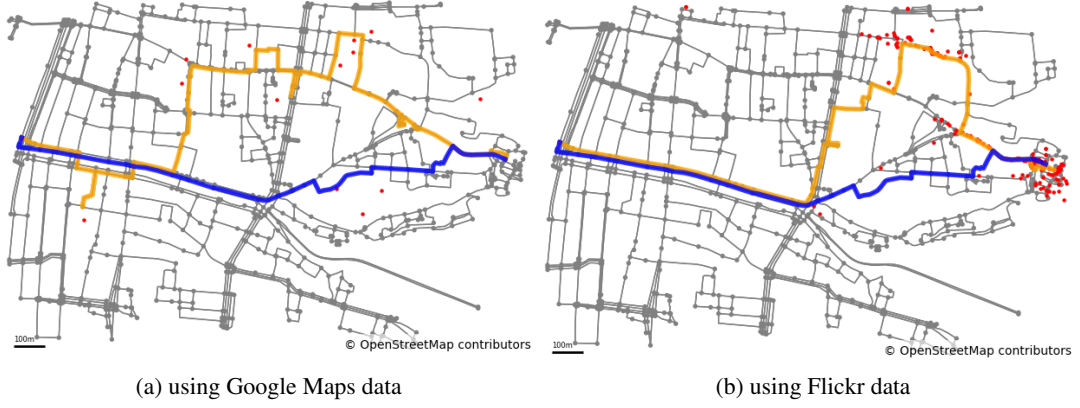 100m
© OpenStreetMap contributors
100m
© OpenStreetMap contributors
(a) using Google Maps data
(b) using Flickr data